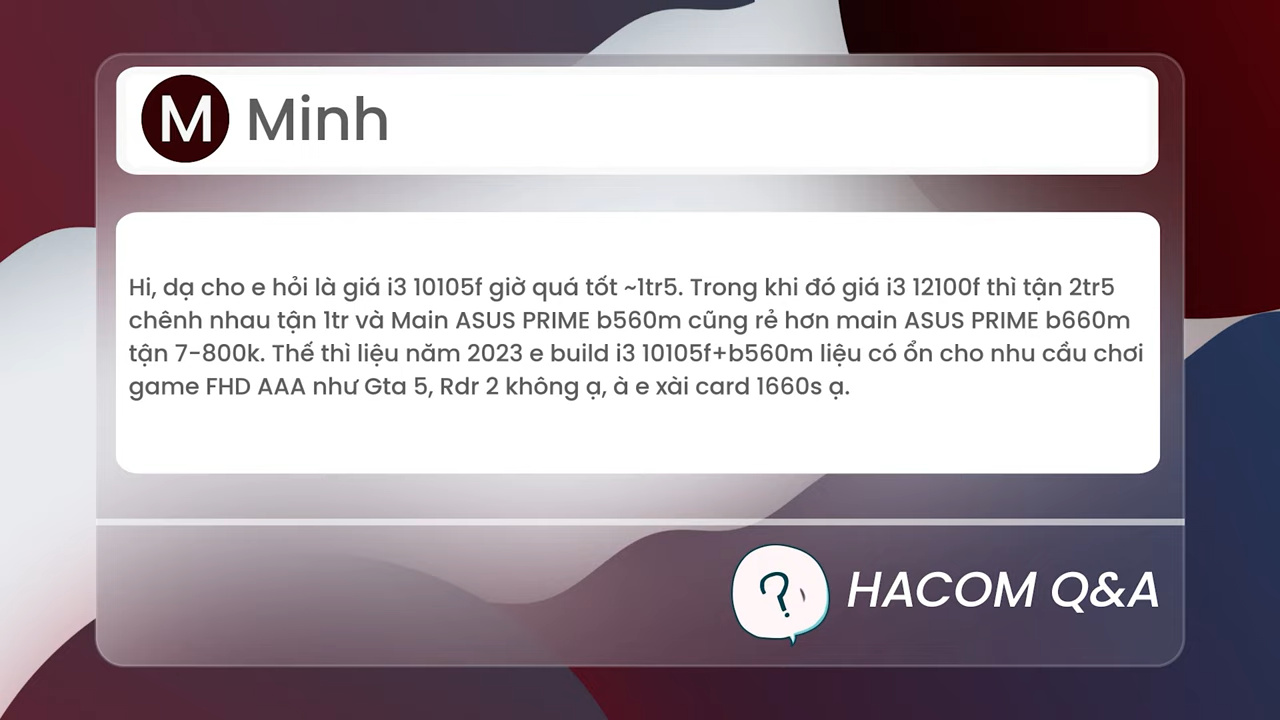 M Minh
Hi, dạ cho e hỏi là giá i3 10105f giờ quá tốt ~1tr5. Trong khi đó giá i3 12100f thì tận 2tr5
chênh nhau tận 1tr và Main ASUS PRIME b560m cũng rẻ hơn main ASUS PRIME b660m
tận 7-800k. Thế thì liệu năm 2023 e build i3 10105f+b560m liệu có ổn cho nhu cầu chơi
game FHD AAA như Gta 5, Rdr 2 không ạ, à e xài card 1660s ạ.
? HACOM Q&A